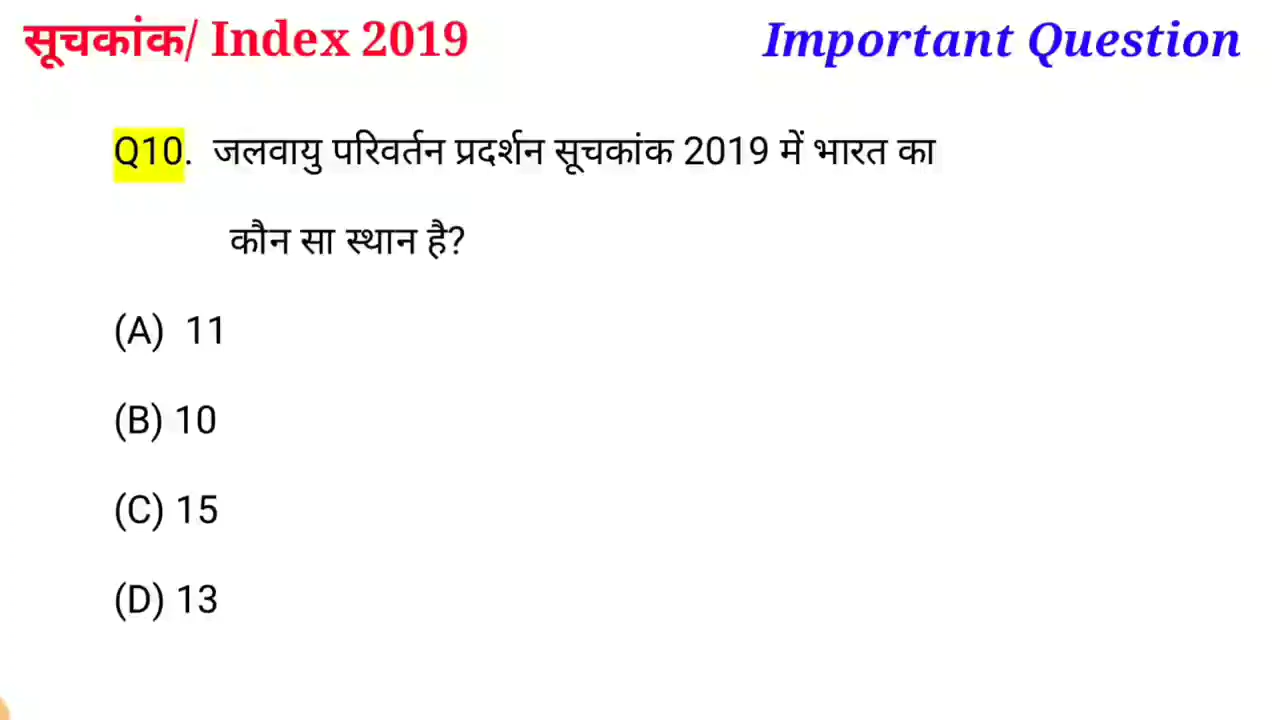 सूचकांक/ Index 2019
Important Question
Q10. जलवायु परिवर्तन प्रदर्शन सूचकांक 2019 में भारत का
कौन सा स्थान है?
(A) 11
(B) 10
(C) 15
(D) 13